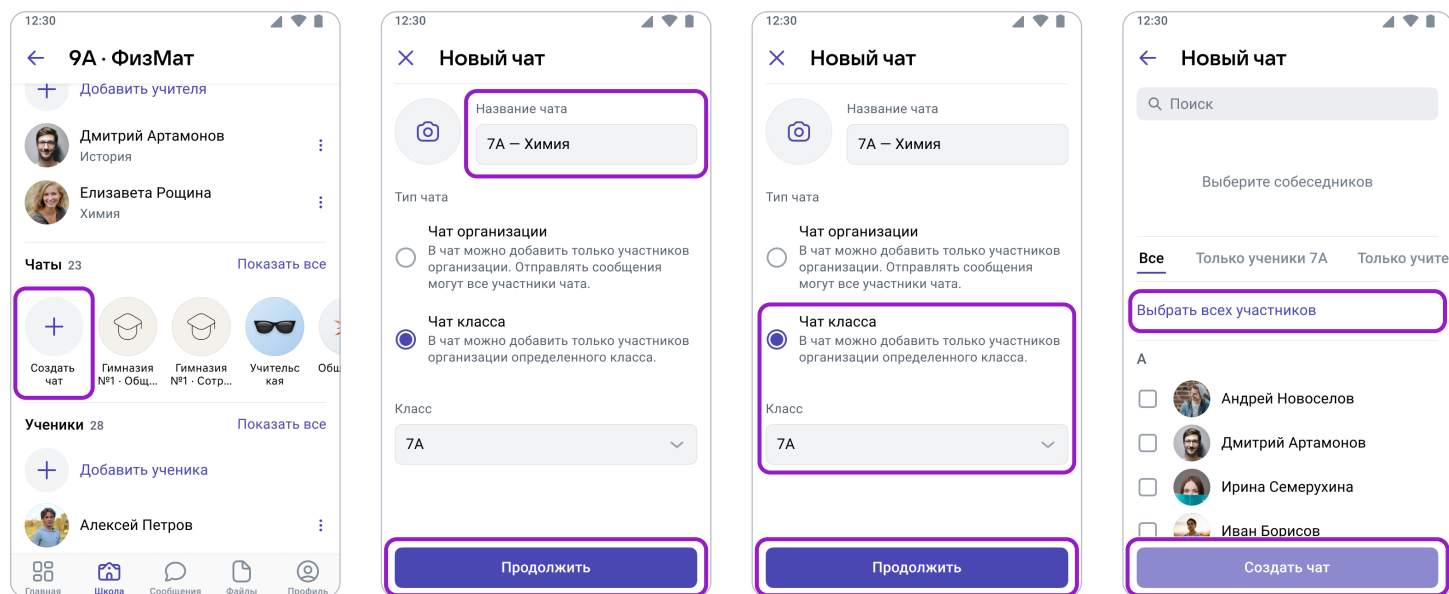 12:30
9А · ФизМат
Добавить учителя
Дмитрий Артамонов
История
Елизавета Рощина
Химия
Чаты 23
Показать все
Создать чат
Гимназия №1 · Общ...
Гимназия №1 · Сотр...
Учительс кая
Общ
Ученики 28
Показать все
Добавить ученика
Алексей Петров
Главная
Школа
Сообщения
Файлы
Профиль
12:30
Новый чат
Название чата
7А — Химия
Тип чата
Чат организации
В чат можно добавить только участников
организации. Отправлять сообщения
могут все участники чата.
Чат класса
В чат можно добавить только участников
организации определенного класса.
Класс
7А
Продолжить
12:30
Новый чат
Название чата
7А — Химия
Тип чата
Чат организации
В чат можно добавить только участников
организации. Отправлять сообщения
могут все участники чата.
Чат класса
В чат можно добавить только участников
организации определенного класса.
Класс
7А
Продолжить
12:30
Новый чат
Поиск
Выберите собеседников
Все
Только ученики 7А
Только учите
Выбрать всех участников
А
Андрей Новоселов
Дмитрий Артамонов
Ирина Семерухина
Иван Борисов
Создать чат